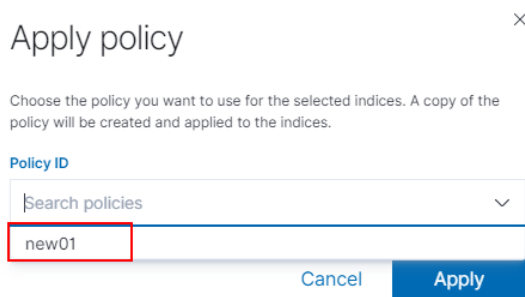 Apply policy
Choose the policy you want to use for the selected indices. A copy of the
policy will be created and applied to the indices.
Policy ID
Search policies
new01
Cancel Apply